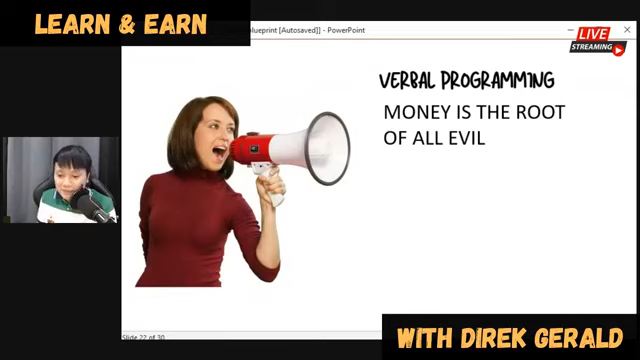 LEARN & EARN
lueprint [Autosaved]] - PowerPoint
LIVE
STREAMING
VERBAL PROGRAMMING
MONEY IS THE ROOT
OF ALL EVIL
Slide 22 of 30
WITH DIREK GERALD